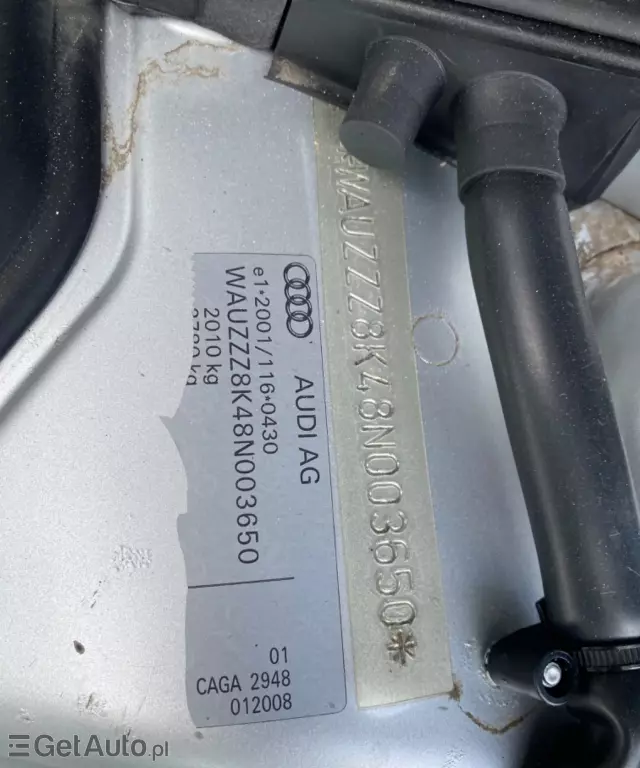 *WAUZZZ8K48N003650*
AUDI AG
e1*2001/116*0430
WAUZZZ8K48N003650
2010 kg
01
CAGA 2948
012008
GetAuto.pl